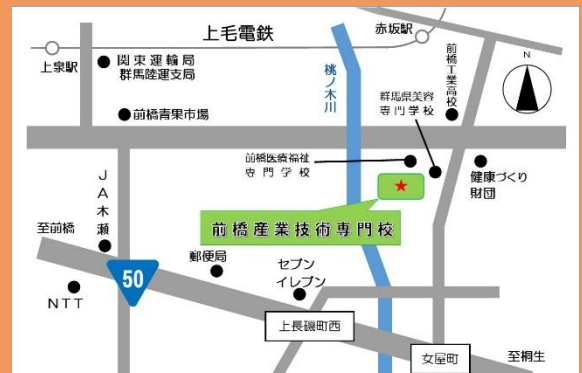 上毛電鉄
赤坂駅
上泉駅
関東運輸局
群馬陸運支局
桃ノ木川
前橋工業高校
N
群馬県美容
専門学校
前橋青果市場
前橋医療福祉
専門学校
健康づくり
財団
JA木瀬
至前橋
前橋産業技術専門校
郵便局
セブン
イレブン
50
NTT
上長磯町西
女屋町
至桐生